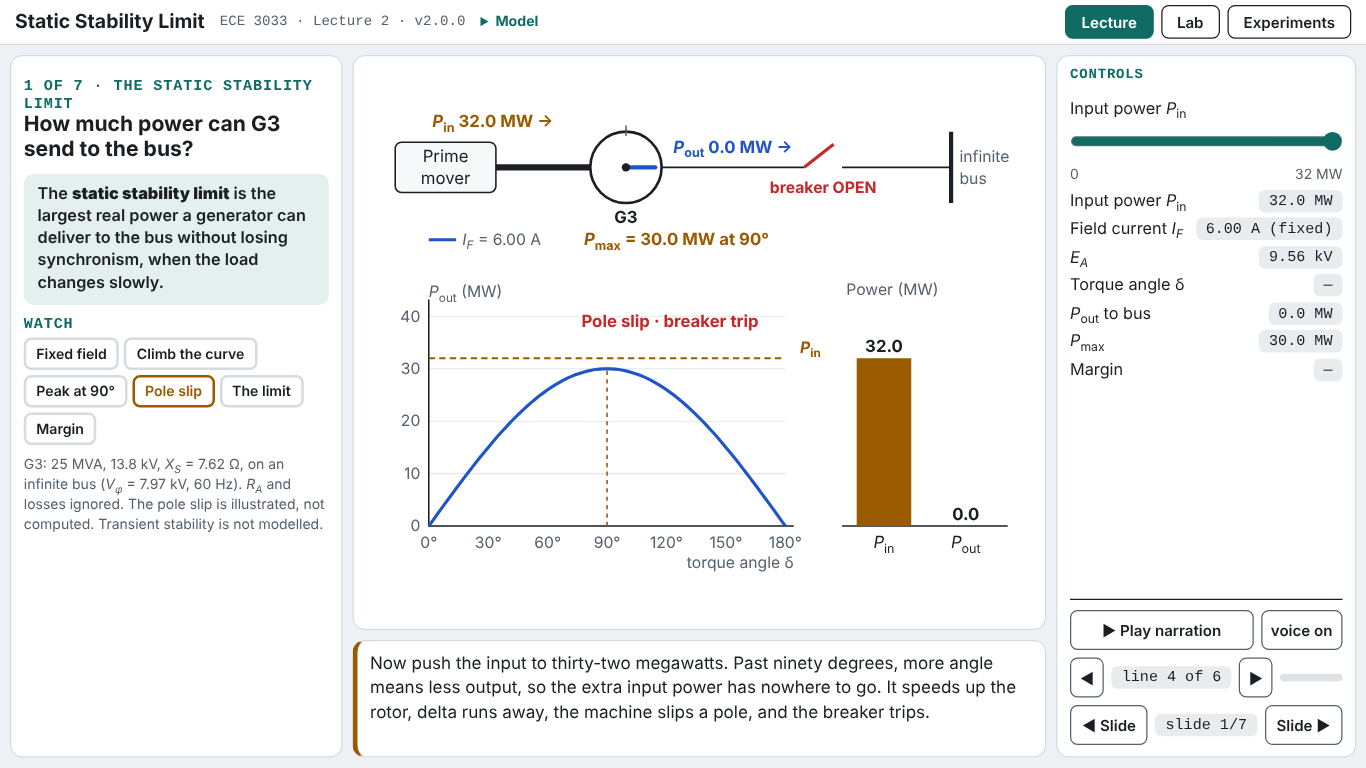 Static Stability Limit ECE 3033 · Lecture 2 · v2.0.0 ▶ Model
Lecture Lab Experiments
1 OF 7 · THE STATIC STABILITY
LIMIT
How much power can G3
send to the bus?
The static stability limit is the
largest real power a generator can
deliver to the bus without losing
synchronism, when the load
changes slowly.
WATCH
Fixed field Climb the curve
Peak at 90° Pole slip The limit
Margin
G3: 25 MVA, 13.8 kV, XS = 7.62 Ω, on an
infinite bus (Vφ = 7.97 kV, 60 Hz). RA and
losses ignored. The pole slip is illustrated, not
computed. Transient stability is not modelled.
Pin 32.0 MW →
Prime
mover
Pout 0.0 MW →
breaker OPEN
infinite
bus
G3
IF = 6.00 A
Pmax = 30.0 MW at 90°
Pout (MW)
Pole slip · breaker trip
Pin
40
30
20
10
0
0° 30° 60° 90° 120° 150° 180°
torque angle δ
Power (MW)
32.0
0.0
Pin Pout
Now push the input to thirty-two megawatts. Past ninety degrees, more angle
means less output, so the extra input power has nowhere to go. It speeds up the
rotor, delta runs away, the machine slips a pole, and the breaker trips.
CONTROLS
Input power Pin
0 32 MW
Input power Pin 32.0 MW
Field current IF 6.00 A (fixed)
EA 9.56 kV
Torque angle δ —
Pout to bus 0.0 MW
Pmax 30.0 MW
Margin —
▶ Play narration voice on
◀ line 4 of 6 ▶
◀ Slide slide 1/7 Slide ▶